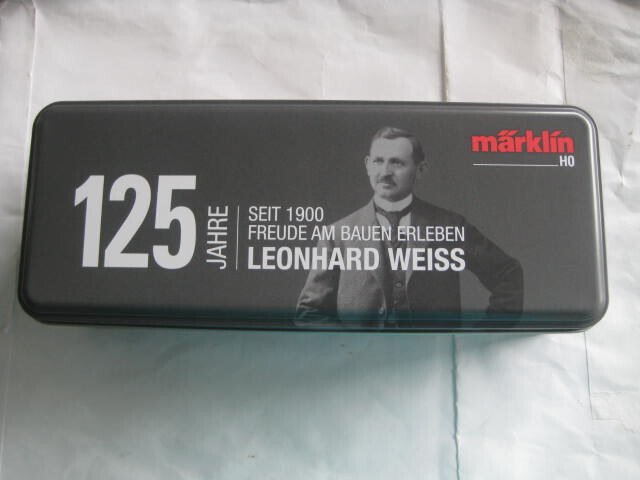 märklin
H0
125
JAHRE
SEIT 1900
FREUDE AM BAUEN ERLEBEN
LEONHARD WEISS